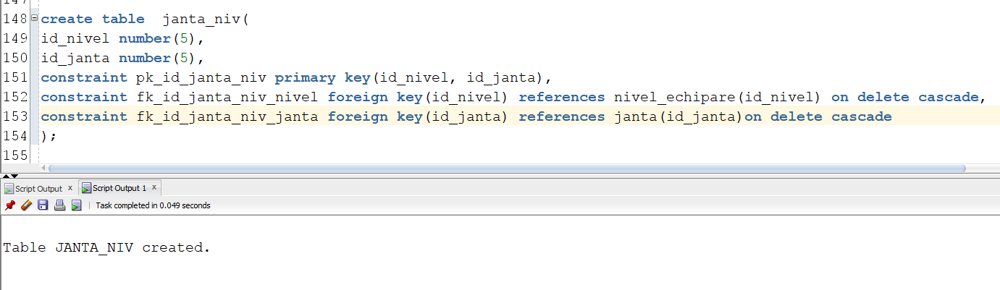 147
148 create table  janta_niv(
149 id_nivel number(5),
150 id_janta number(5),
151 constraint pk_id_janta_niv primary key(id_nivel, id_janta),
152 constraint fk_id_janta_niv_nivel foreign key(id_nivel) references nivel_echipare(id_nivel) on delete cascade,
153 constraint fk_id_janta_niv_janta foreign key(id_janta) references janta(id_janta)on delete cascade
154 );
155
Script Output x Script Output 1 x
Task completed in 0.049 seconds
Table JANTA_NIV created.